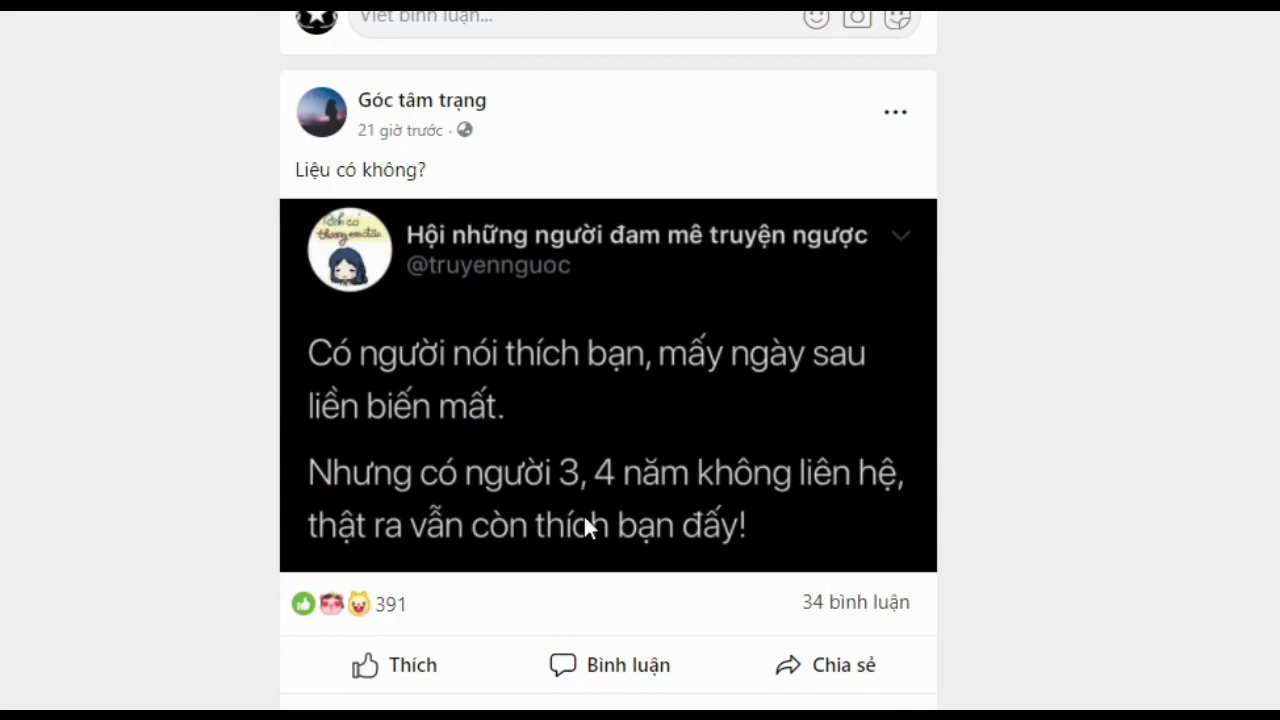 Viết bình luận...
Góc tâm trạng
21 giờ trước ·
Liệu có không?
Hội những người đam mê truyện ngược
@truyennguoc
Có người nói thích bạn, mấy ngày sau
liền biến mất.
Nhưng có người 3, 4 năm không liên hệ,
thật ra vẫn còn thích bạn đấy!
391
34 bình luận
Thích
Bình luận
Chia sẻ